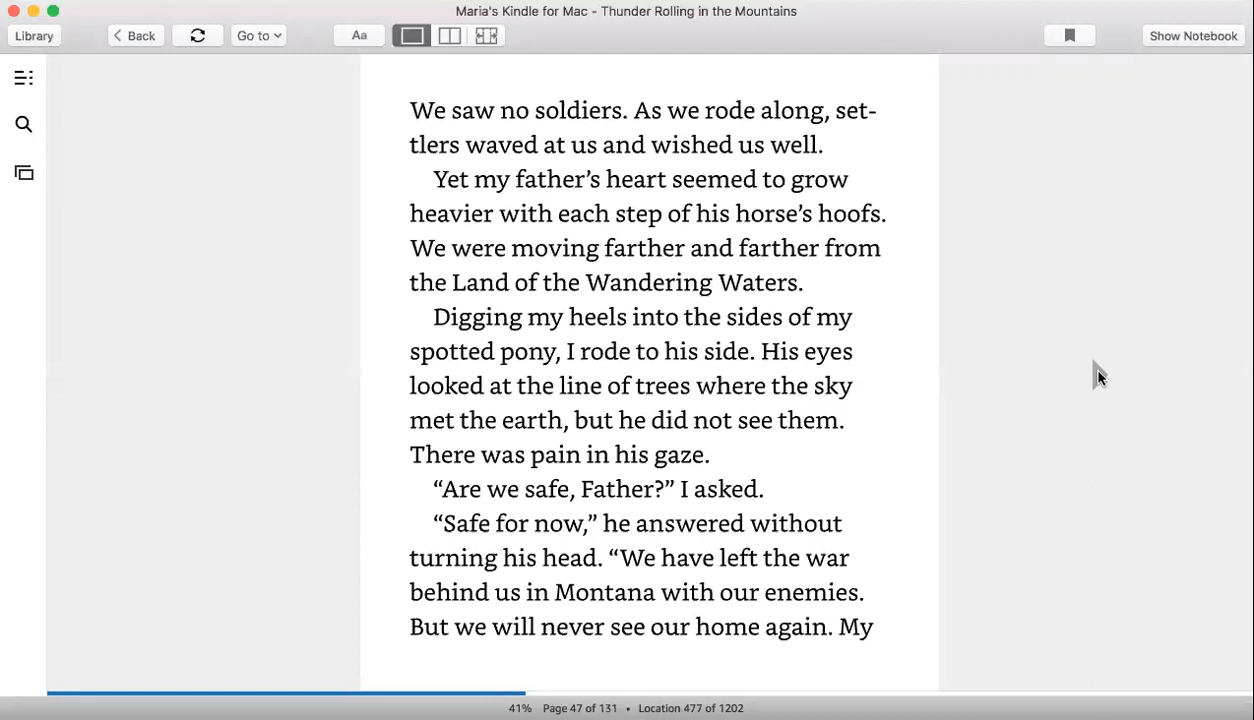 Maria's Kindle for Mac - Thunder Rolling in the Mountains
Library
Back
Go to
Aa
Show Notebook
We saw no soldiers. As we rode along, set-
tlers waved at us and wished us well.
Yet my father’s heart seemed to grow
heavier with each step of his horse’s hoofs.
We were moving farther and farther from
the Land of the Wandering Waters.
Digging my heels into the sides of my
spotted pony, I rode to his side. His eyes
looked at the line of trees where the sky
met the earth, but he did not see them.
There was pain in his gaze.
“Are we safe, Father?” I asked.
“Safe for now,” he answered without
turning his head. “We have left the war
behind us in Montana with our enemies.
But we will never see our home again. My
41% Page 47 of 131 • Location 477 of 1202